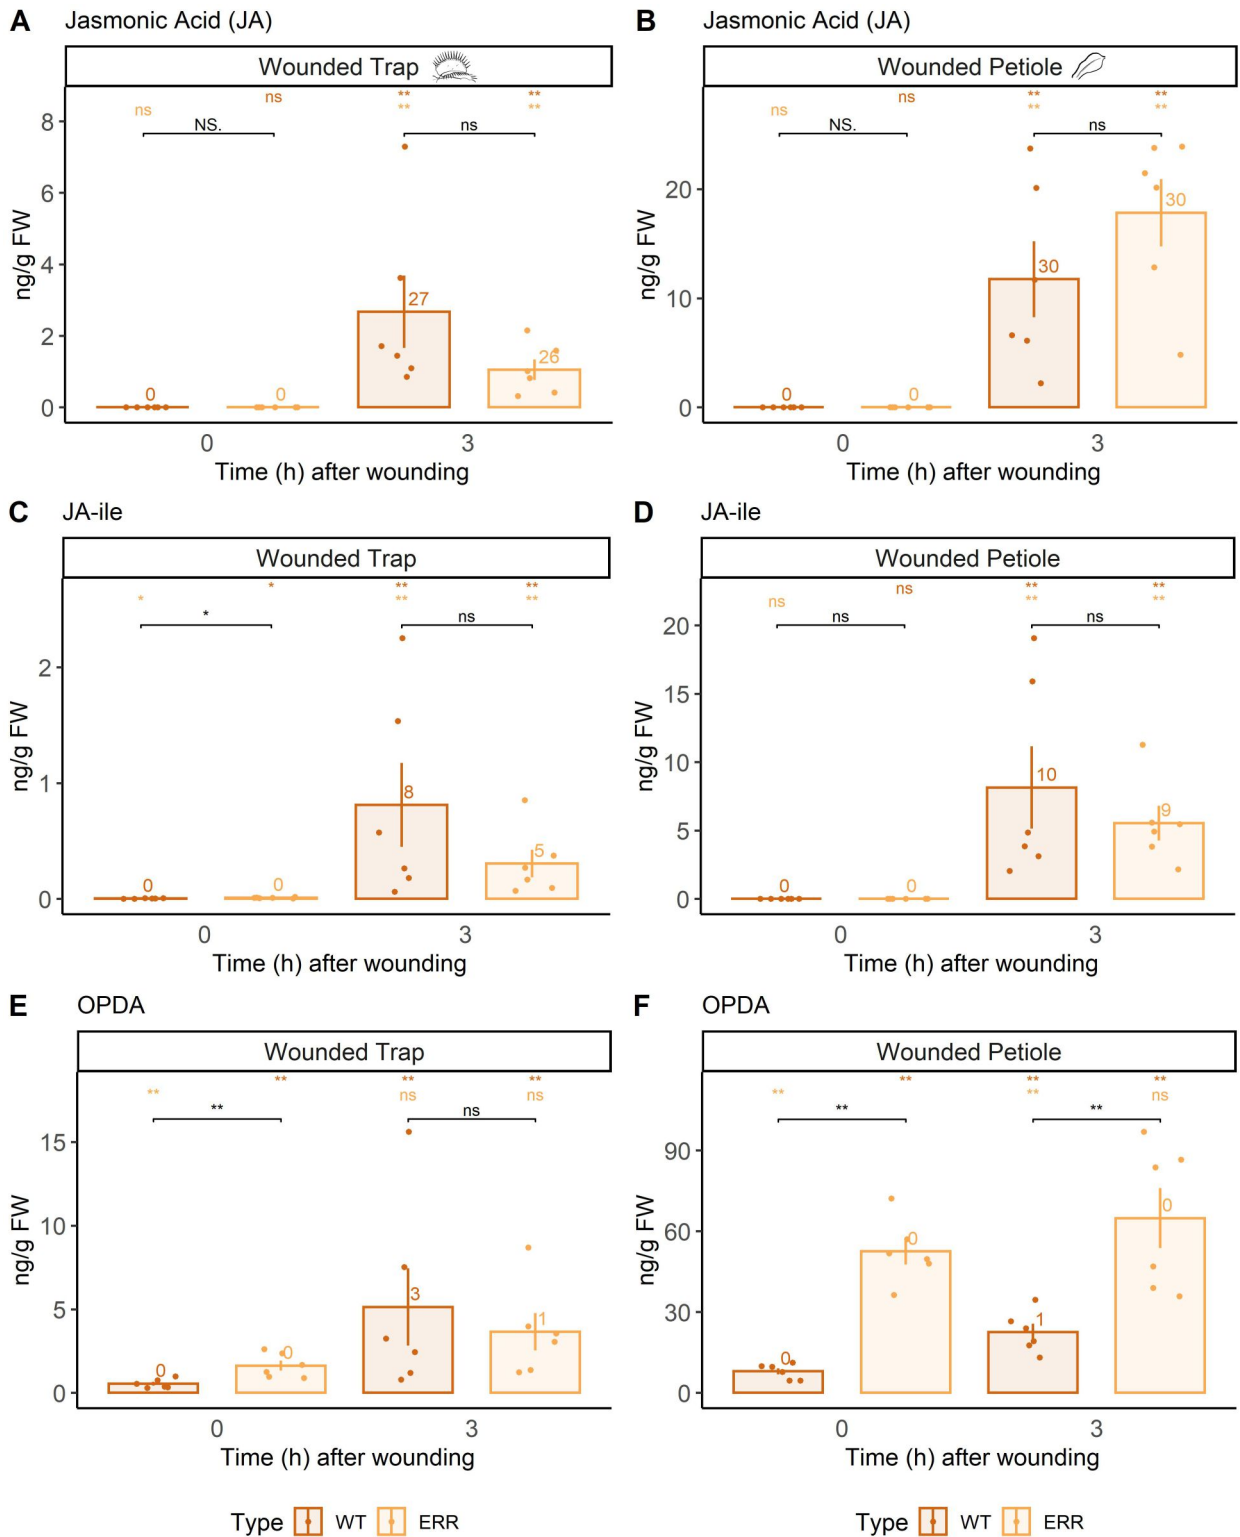 A Jasmonic Acid (JA)
Wounded Trap
ns ** **
ns ** **
NS. ns
8
6
4
2
0
ng/g FW
0 0 27 26
0 3
Time (h) after wounding
B Jasmonic Acid (JA)
Wounded Petiole
ns ** **
ns ** **
NS. ns
20
10
0
ng/g FW
0 0 30 30
0 3
Time (h) after wounding
C JA-ile
Wounded Trap
* ** **
* ** **
* ns
2
1
0
ng/g FW
0 0 8 5
0 3
Time (h) after wounding
D JA-ile
Wounded Petiole
ns ** **
ns ** **
ns ns
20
15
10
5
0
ng/g FW
0 0 10 9
0 3
Time (h) after wounding
E OPDA
Wounded Trap
** ** **
** ns ns
** ns
15
10
5
0
ng/g FW
0 0 3 1
0 3
Time (h) after wounding
F OPDA
Wounded Petiole
** ** **
** ** ns
** **
90
60
30
0
ng/g FW
0 0 1 0
0 3
Time (h) after wounding
Type WT ERR
Type WT ERR